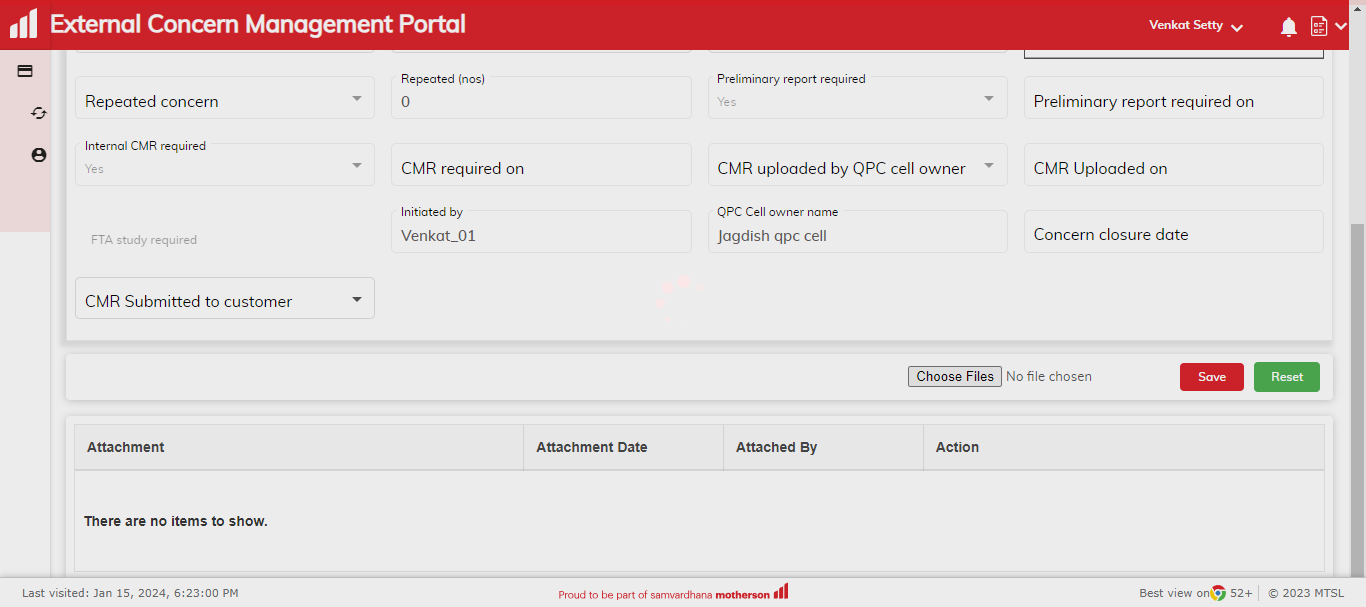 External Concern Management Portal
Venkat Setty
Repeated concern
Repeated (nos)
0
Preliminary report required
Yes
Preliminary report required on
Internal CMR required
Yes
CMR required on
CMR uploaded by QPC cell owner
CMR Uploaded on
FTA study required
Initiated by
Venkat_01
QPC Cell owner name
Jagdish qpc cell
Concern closure date
CMR Submitted to customer
Choose Files No file chosen
Save
Reset
Attachment
Attachment Date
Attached By
Action
There are no items to show.
Last visited: Jan 15, 2024, 6:23:00 PM
Proud to be part of samvardhana motherson
Best view on 52+
© 2023 MTSL